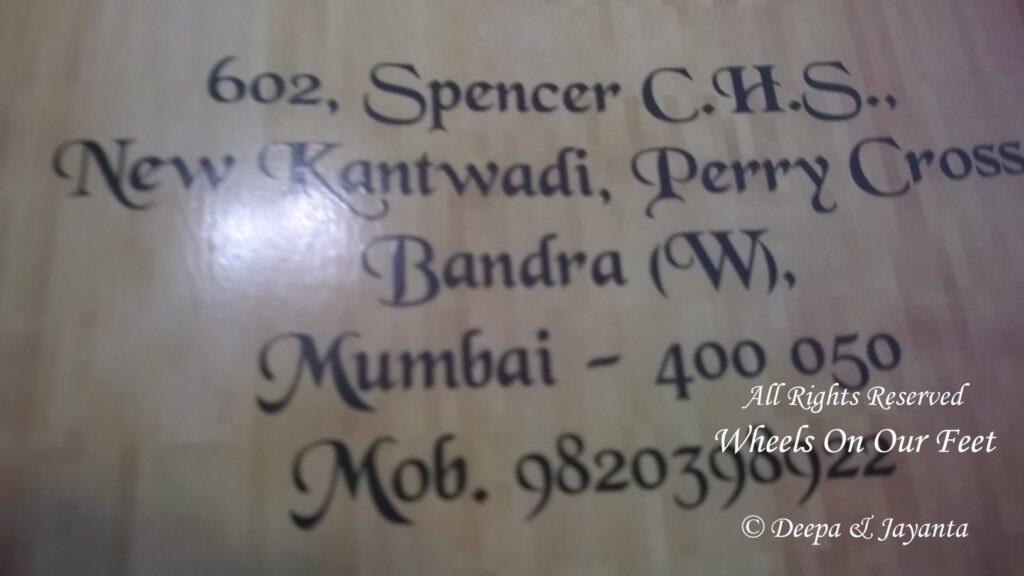 602, Spencer C.H.S.,
New Kantwadi, Perry Cross
Bandra (W),
Mumbai - 400 050
Mob. 9820398922
All Rights Reserved
Wheels On Our Feet
© Deepa & Jayanta